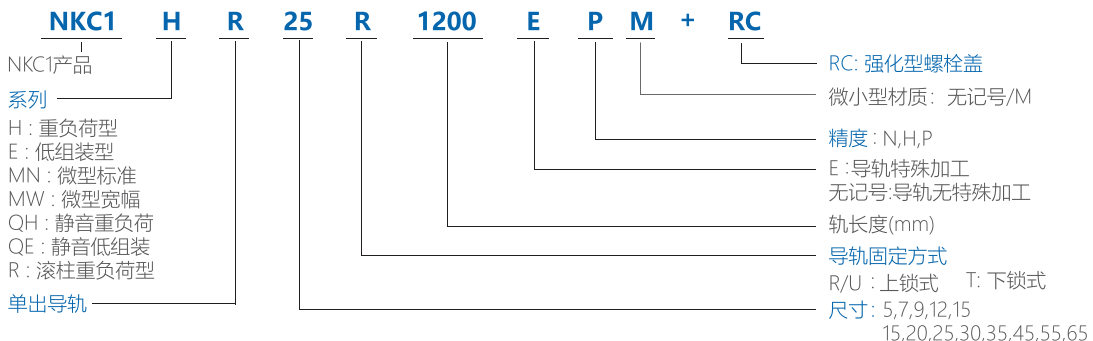 NKC1 H R 25 R 1200 E P M + RC
NKC1产品
系列
H : 重负荷型
E : 低组装型
MN : 微型标准
MW : 微型宽幅
QH : 静音重负荷
QE : 静音低组装
R : 滚柱重负荷型
单出导轨
RC: 强化型螺栓盖
微小型材质：无记号/M
精度 : N,H,P
E :导轨特殊加工
无记号:导轨无特殊加工
轨长度(mm)
导轨固定方式
R/U : 上锁式 T: 下锁式
尺寸 : 5,7,9,12,15
15,20,25,30,35,45,55,65